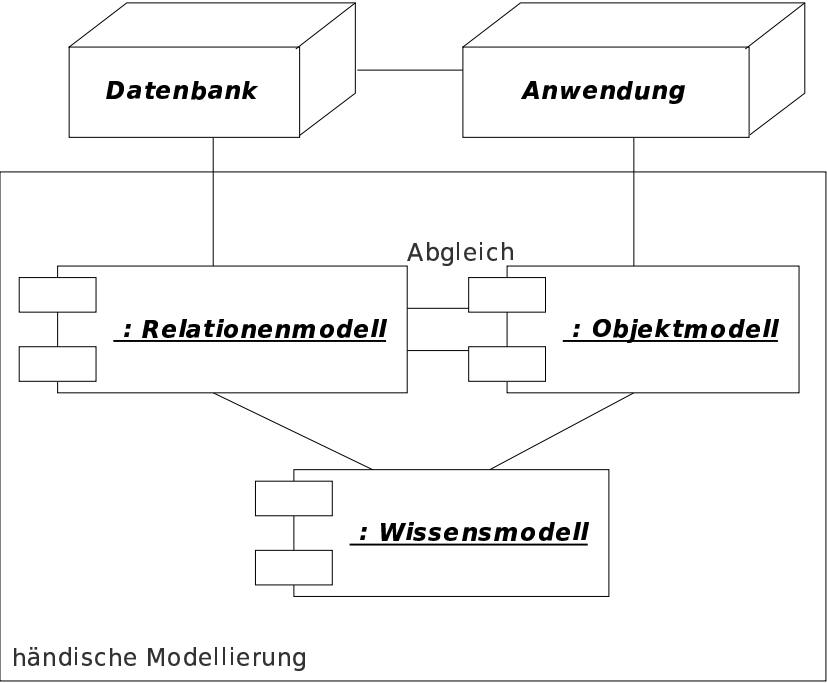 Datenbank
Anwendung
Abgleich
: Relationenmodell
: Objektmodell
: Wissensmodell
händische Modellierung